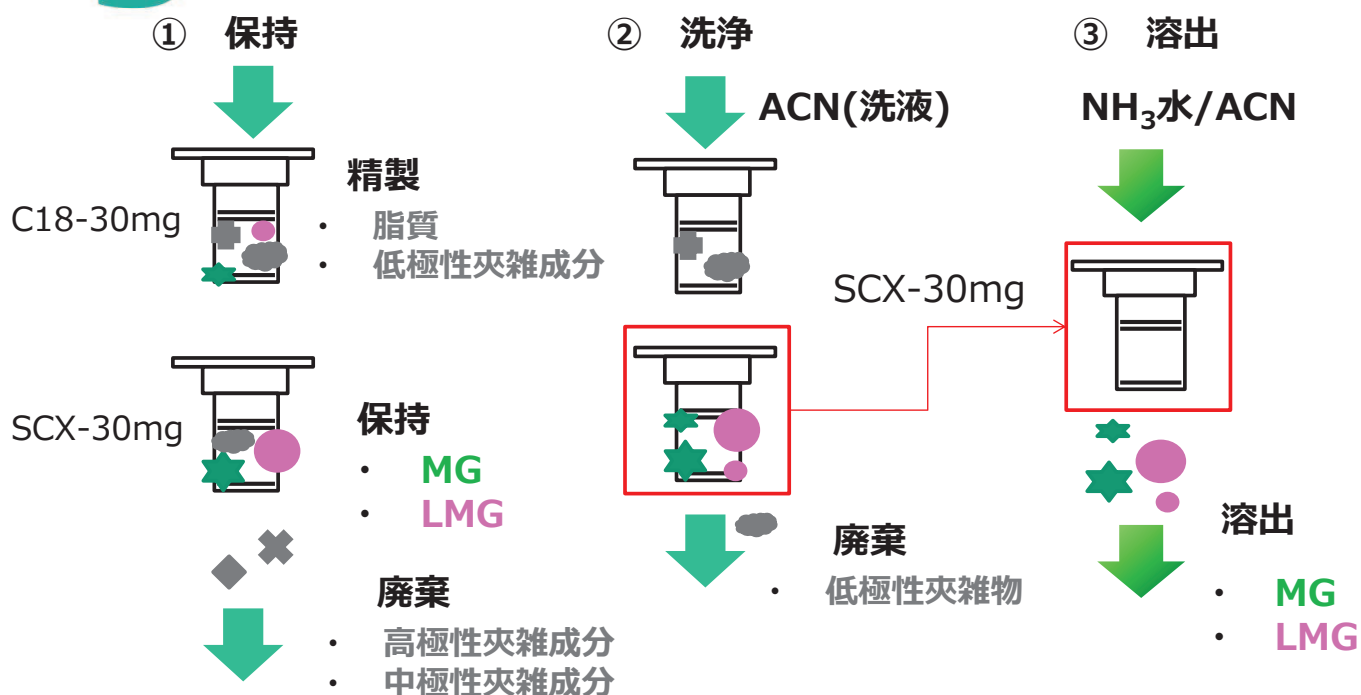 ① 保持
C18-30mg
精製
・ 脂質
・ 低極性夾雑成分
SCX-30mg
保持
・ MG
・ LMG
廃棄
・ 高極性夾雑成分
・ 中極性夾雑成分
② 洗浄
ACN(洗液)
廃棄
・ 低極性夾雑物
③ 溶出
NH₃水/ACN
SCX-30mg
溶出
・ MG
・ LMG